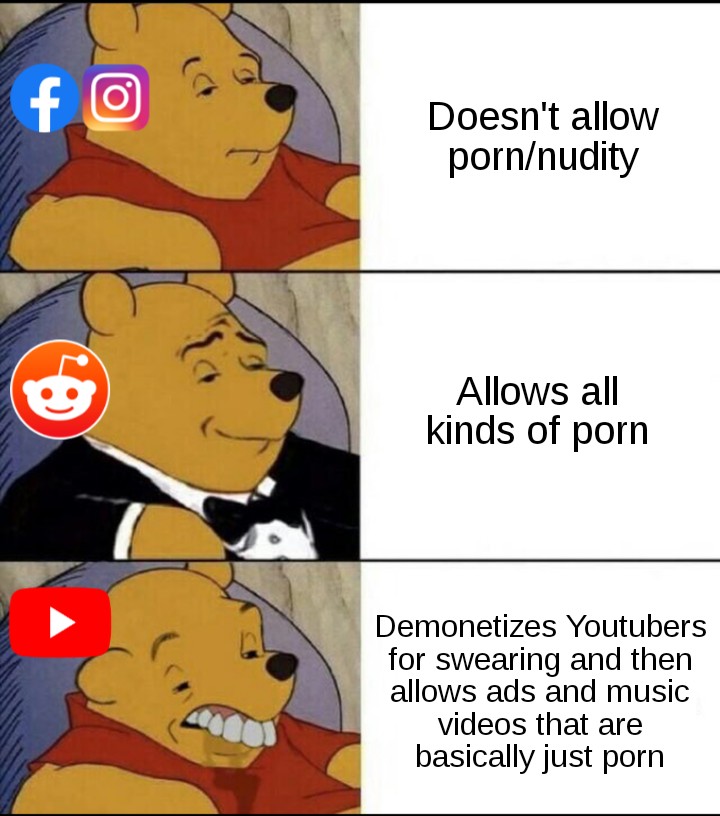 Doesn't allow
porn/nudity
Allows all
kinds of porn
Demonetizes Youtubers
for swearing and then
allows ads and music
videos that are
basically just porn